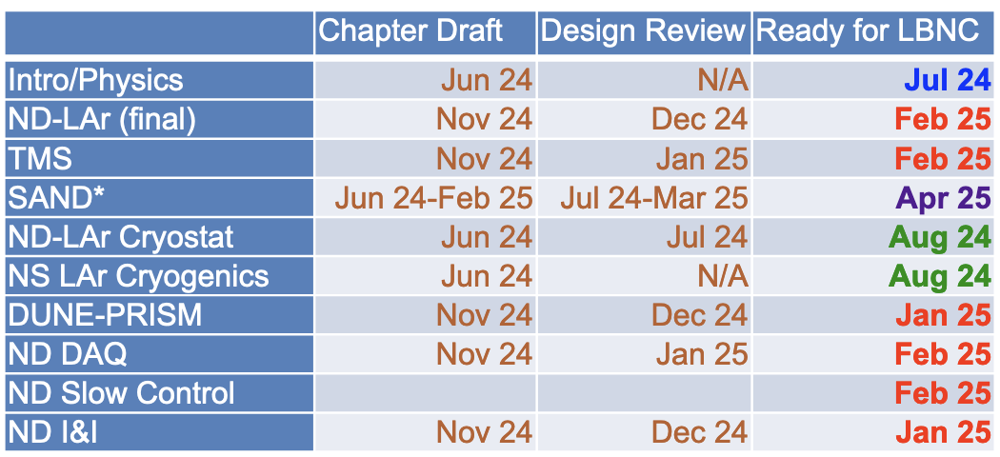 Chapter Draft Design Review Ready for LBNC
Intro/Physics Jun 24 N/A Jul 24
ND-LAr (final) Nov 24 Dec 24 Feb 25
TMS Nov 24 Jan 25 Feb 25
SAND* Jun 24-Feb 25 Jul 24-Mar 25 Apr 25
ND-LAr Cryostat Jun 24 Jul 24 Aug 24
NS LAr Cryogenics Jun 24 N/A Aug 24
DUNE-PRISM Nov 24 Dec 24 Jan 25
ND DAQ Nov 24 Jan 25 Feb 25
ND Slow Control Feb 25
ND I&I Nov 24 Dec 24 Jan 25